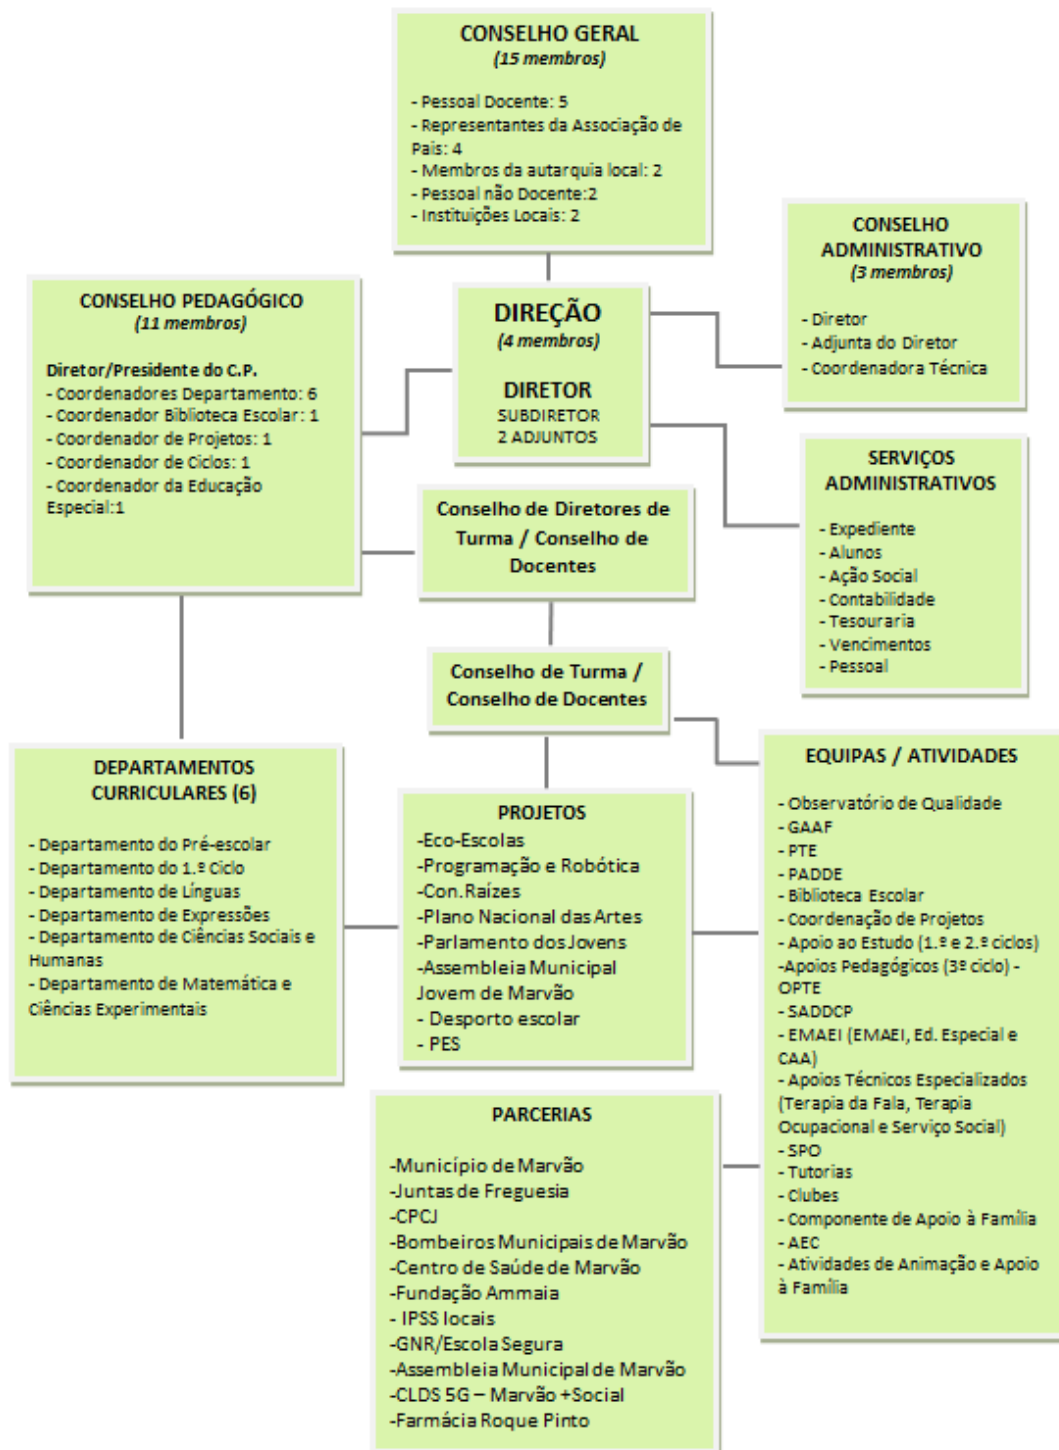 CONSELHO GERAL
(15 membros)
- Pessoal Docente: 5
- Representantes da Associação de
Pais: 4
- Membros da autarquia local: 2
- Pessoal não Docente:2
- Instituições Locais: 2
CONSELHO
ADMINISTRATIVO
(3 membros)
- Diretor
- Adjunta do Diretor
- Coordenadora Técnica
CONSELHO PEDAGÓGICO
(11 membros)
Diretor/Presidente do C.P.
- Coordenadores Departamento: 6
- Coordenador Biblioteca Escolar: 1
- Coordenador de Projetos: 1
- Coordenador de Ciclos: 1
- Coordenador da Educação
Especial:1
DIREÇÃO
(4 membros)
DIRETOR
SUBDIRETOR
2 ADJUNTOS
SERVIÇOS
ADMINISTRATIVOS
- Expediente
- Alunos
- Ação Social
- Contabilidade
- Tesouraria
- Vencimentos
- Pessoal
Conselho de Diretores de
Turma / Conselho de
Docentes
Conselho de Turma /
Conselho de Docentes
DEPARTAMENTOS
CURRICULARES (6)
- Departamento do Pré-escolar
- Departamento do 1.º Ciclo
- Departamento de Línguas
- Departamento de Expressões
- Departamento de Ciências Sociais e
Humanas
- Departamento de Matemática e
Ciências Experimentais
PROJETOS
-Eco-Escolas
-Programação e Robótica
-Con.Raízes
-Plano Nacional das Artes
-Parlamento dos Jovens
-Assembleia Municipal
Jovem de Marvão
- Desporto escolar
- PES
EQUIPAS / ATIVIDADES
- Observatório de Qualidade
- GAAF
- PTE
- PADDE
- Biblioteca Escolar
- Coordenação de Projetos
- Apoio ao Estudo (1.º e 2.º ciclos)
-Apoios Pedagógicos (3º ciclo) -
OPTE
- SADDCP
- EMAEI (EMAEI, Ed. Especial e
CAA)
- Apoios Técnicos Especializados
(Terapia da Fala, Terapia
Ocupacional e Serviço Social)
- SPO
- Tutorias
- Clubes
- Componente de Apoio à Família
- AEC
- Atividades de Animação e Apoio
à Família
PARCERIAS
-Município de Marvão
-Juntas de Freguesia
-CPCJ
-Bombeiros Municipais de Marvão
-Centro de Saúde de Marvão
-Fundação Ammaia
- IPSS locais
-GNR/Escola Segura
-Assembleia Municipal de Marvão
-CLDS 5G – Marvão +Social
-Farmácia Roque Pinto